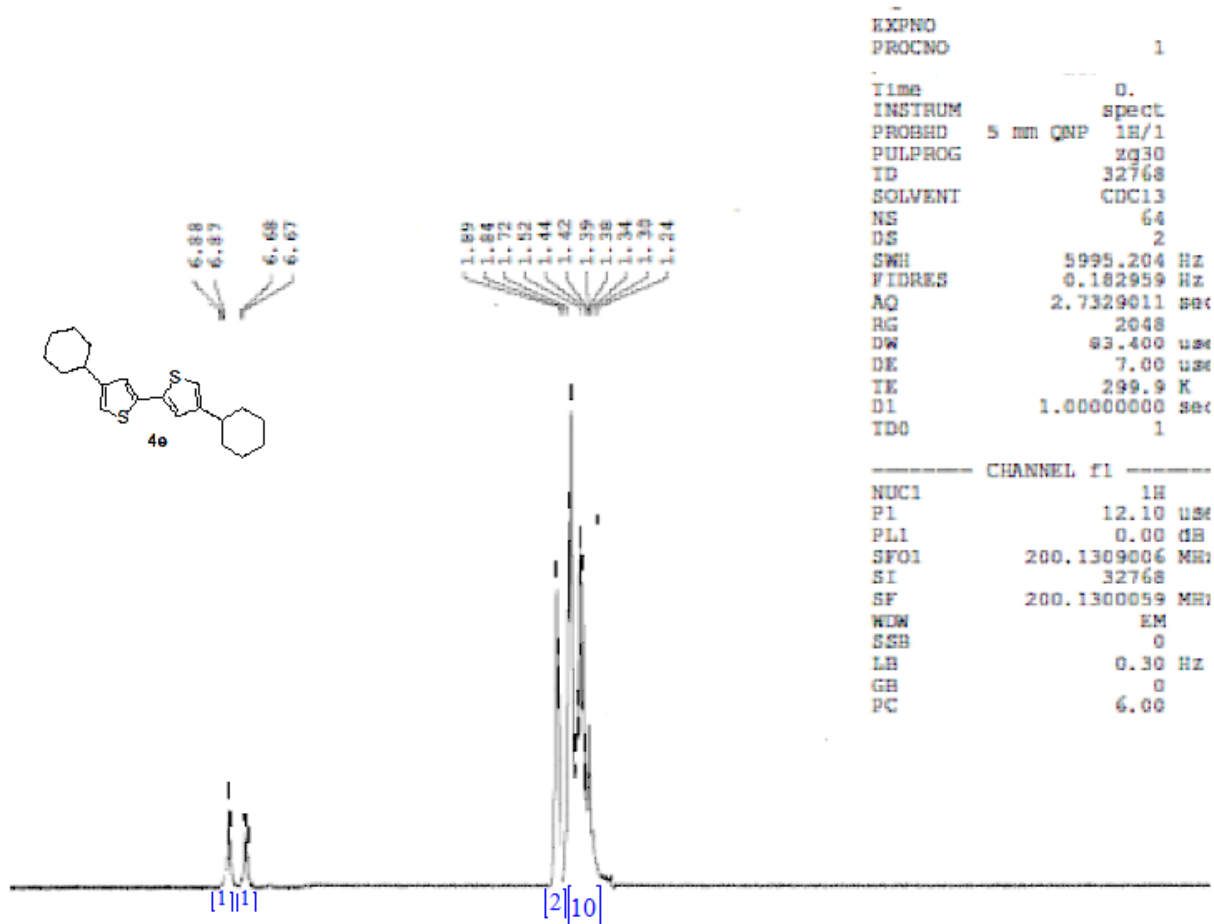 EXPNO
PROCNO 1
Time 0.
INSTRUM spect
PROBHD 5 mm QNP 1H/1
PULPROG zg30
TD 32768
SOLVENT CDCl3
NS 64
DS 2
SWH 5995.204 Hz
FIDRES 0.182959 Hz
AQ 2.7329011 sec
RG 2048
DW 83.400 use
DE 7.00 use
TE 299.9 K
D1 1.00000000 sec
TD0 1
CHANNEL f1
NUC1 1H
P1 12.10 use
PL1 0.00 dB
SFO1 200.1309006 MHz
SI 32768
SF 200.1300059 MHz
WDW EM
SSB 0
LB 0.30 Hz
GB 0
PC 6.00
6.88
6.87
6.68
6.67
1.89
1.84
1.72
1.52
1.44
1.42
1.39
1.38
1.34
1.30
1.24
S
S
4e
[1] [1] [2] [10]